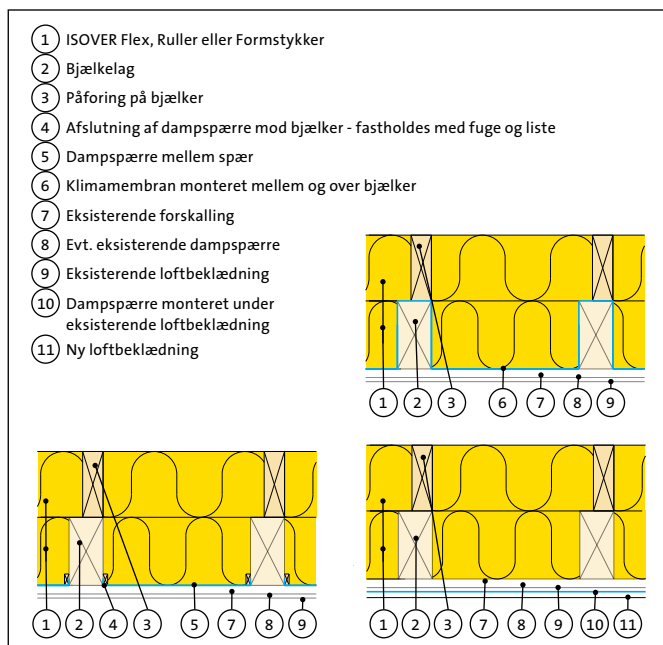 1 ISOVER Flex, Ruller eller Formstykker
2 Bjælkelag
3 Påforing på bjælker
4 Afslutning af dampspærre mod bjælker - fastholdes med fuge og liste
5 Dampspærre mellem spær
6 Klimamembran monteret mellem og over bjælker
7 Eksisterende forskalling
8 Evt. eksisterende dampspærre
9 Eksisterende loftbeklædning
10 Dampspærre monteret under
eksisterende loftbeklædning
11 Ny loftbeklædning
1 2 3 6 7 8 9
1 2 4 3 5 7 8 9
1 2 3 7 8 9 10 11